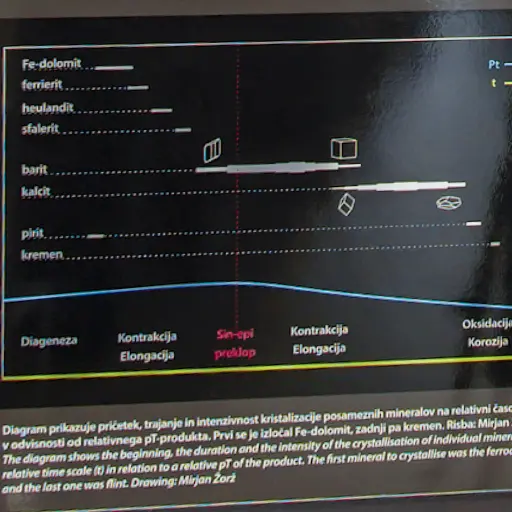 Fe-dolomit
Pt
ferrierit
t
heulandit
sfalerit
barit
kalcit
pirit
kremen
Diageneza
Kontrakcija
Elongacija
Sin-epi
preklop
Kontrakcija
Elongacija
Oksidacija
Korozija
Diagram prikazuje pričetek, trajanje in intenzivnost kristalizacije posameznih mineralov na relativni
v odvisnosti od relativnega pT-produkta. Prvi se je izločal Fe-dolomit, zadnji pa kremen. Risba: Mirjan
The diagram shows the beginning, the duration and the intensity of the crystallisation of individual
relative time scale (t) in relation to a relative pT of the product. The first mineral to crystallise was the
and the last one was flint. Drawing: Mirjan Žorž